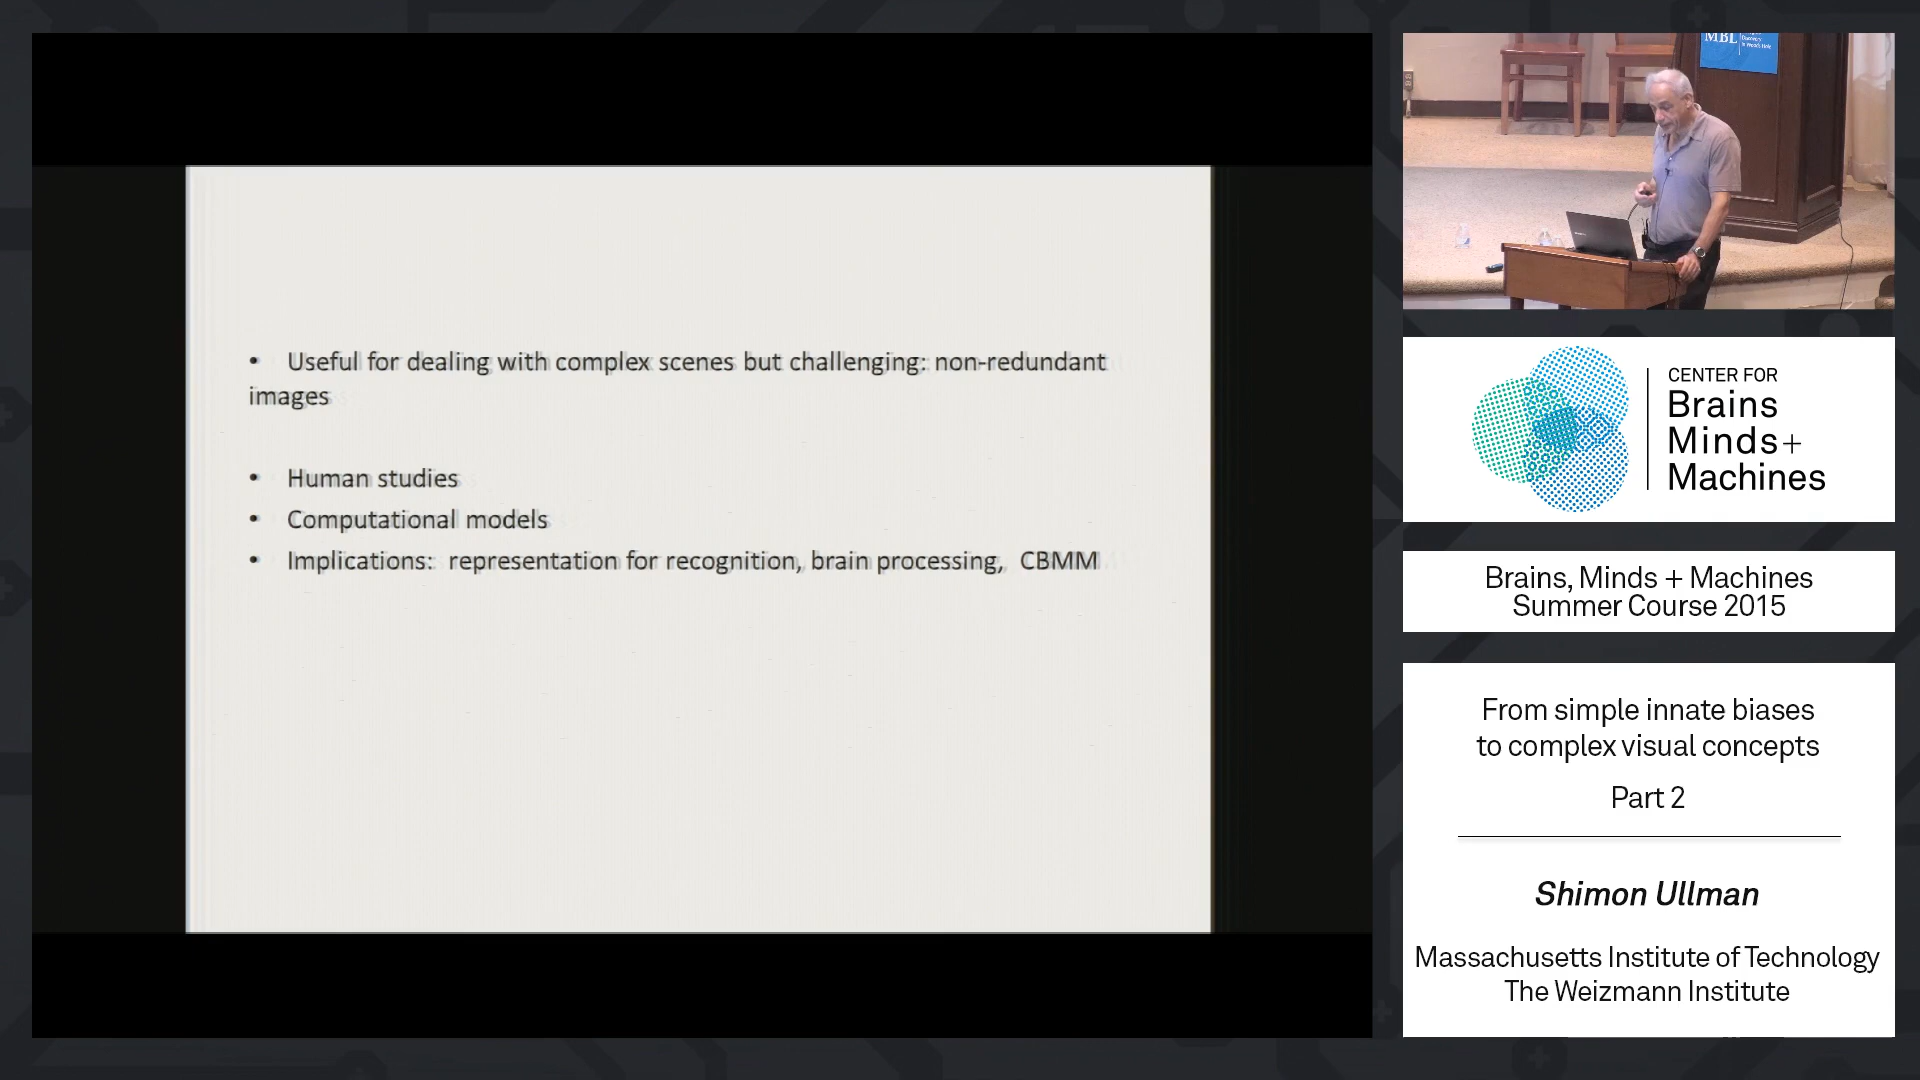 • Useful for dealing with complex scenes but challenging: non-redundant
images
• Human studies
• Computational models
• Implications: representation for recognition, brain processing, CBMM
MBL
CENTER FOR
Brains
Minds+
Machines
Brains, Minds + Machines
Summer Course 2015
From simple innate biases
to complex visual concepts
Part 2
Shimon Ullman
Massachusetts Institute of Technology
The Weizmann Institute